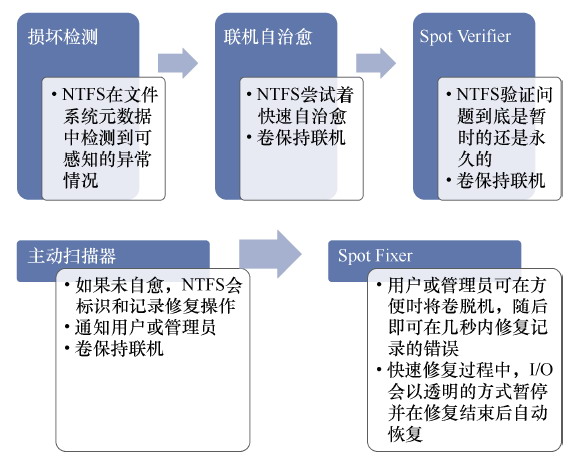 损坏检测
• NTFS在文件
系统元数据
中检测到可
感知的异常
情况
联机自治愈
• NTFS尝试着
快速自治愈
• 卷保持联机
Spot Verifier
• NTFS验证问
题到底是暂
时的还是永
久的
• 卷保持联机
主动扫描器
• 如果未自愈，NTFS会
标识和记录修复操作
• 通知用户或管理员
• 卷保持联机
Spot Fixer
• 用户或管理员可在方
便时将卷脱机，随后
即可在几秒内修复记
录的错误
• 快速修复过程中，I/O
会以透明的方式暂停
并在修复结束后自动
恢复